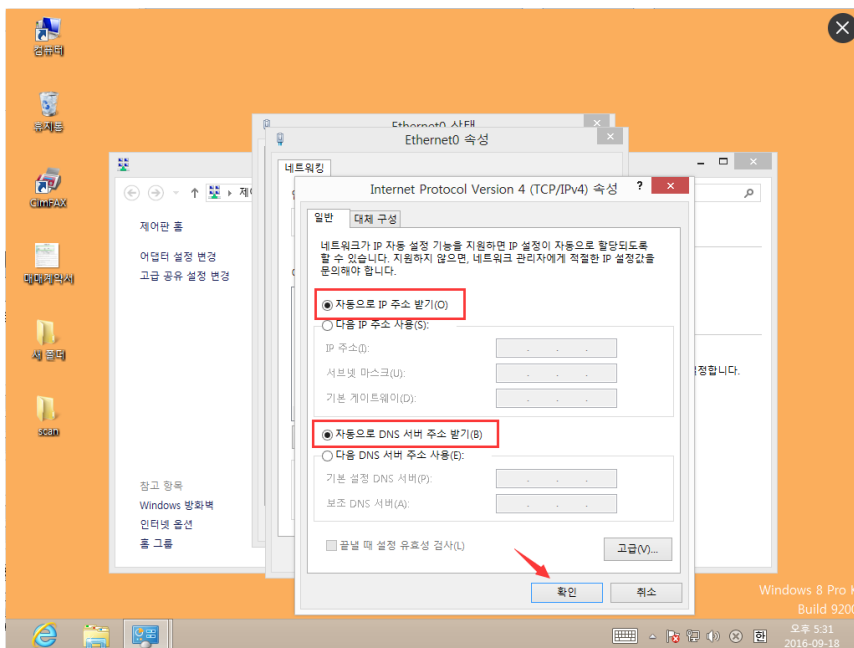 컴퓨터
휴지통
CimFAX
매매계약서
새 폴더
scan
Ethernet0 상태
Ethernet0 속성
네트워킹
제어판 홈
어댑터 설정 변경
고급 공유 설정 변경
참고 항목
Windows 방화벽
인터넷 옵션
홈 그룹
Internet Protocol Version 4 (TCP/IPv4) 속성
일반
대체 구성
네트워크가 IP 자동 설정 기능을 지원하면 IP 설정이 자동으로 할당되도록
할 수 있습니다. 지원하지 않으면, 네트워크 관리자에게 적절한 IP 설정값을
문의해야 합니다.
자동으로 IP 주소 받기(O)
다음 IP 주소 사용(S):
IP 주소(I):
서브넷 마스크(U):
기본 게이트웨이(D):
자동으로 DNS 서버 주소 받기(B)
다음 DNS 서버 주소 사용(E):
기본 설정 DNS 서버(P):
보조 DNS 서버(A):
끝낼 때 설정 유효성 검사(L)
고급(V)...
확인
취소
Windows 8 Pro
Build 920
한
오후 5:31
2016-09-18